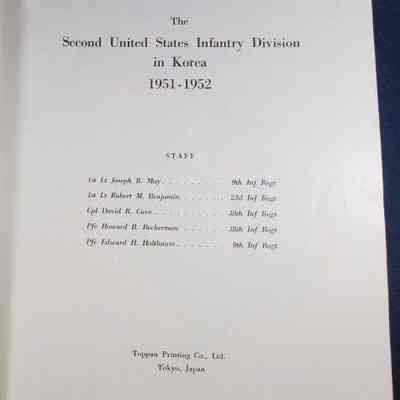 The
Second United States Infantry Division
in Korea
1951-1952
STAFF
1st Lt Joseph B. May . . . . . . . . 9th Inf Regt
1st Lt Robert M. Benjamin . . . . . . 23d Inf Regt
Cpl David R. . . . . . . . . 38th Inf Regt
Pfc Howard B. Beckerman . . . . . 38th Inf Regt
Pfc Edward H. Holthouse . . . . . . 9th Inf Regt
Toppan Printing Co., Ltd.
Tokyo, Japan